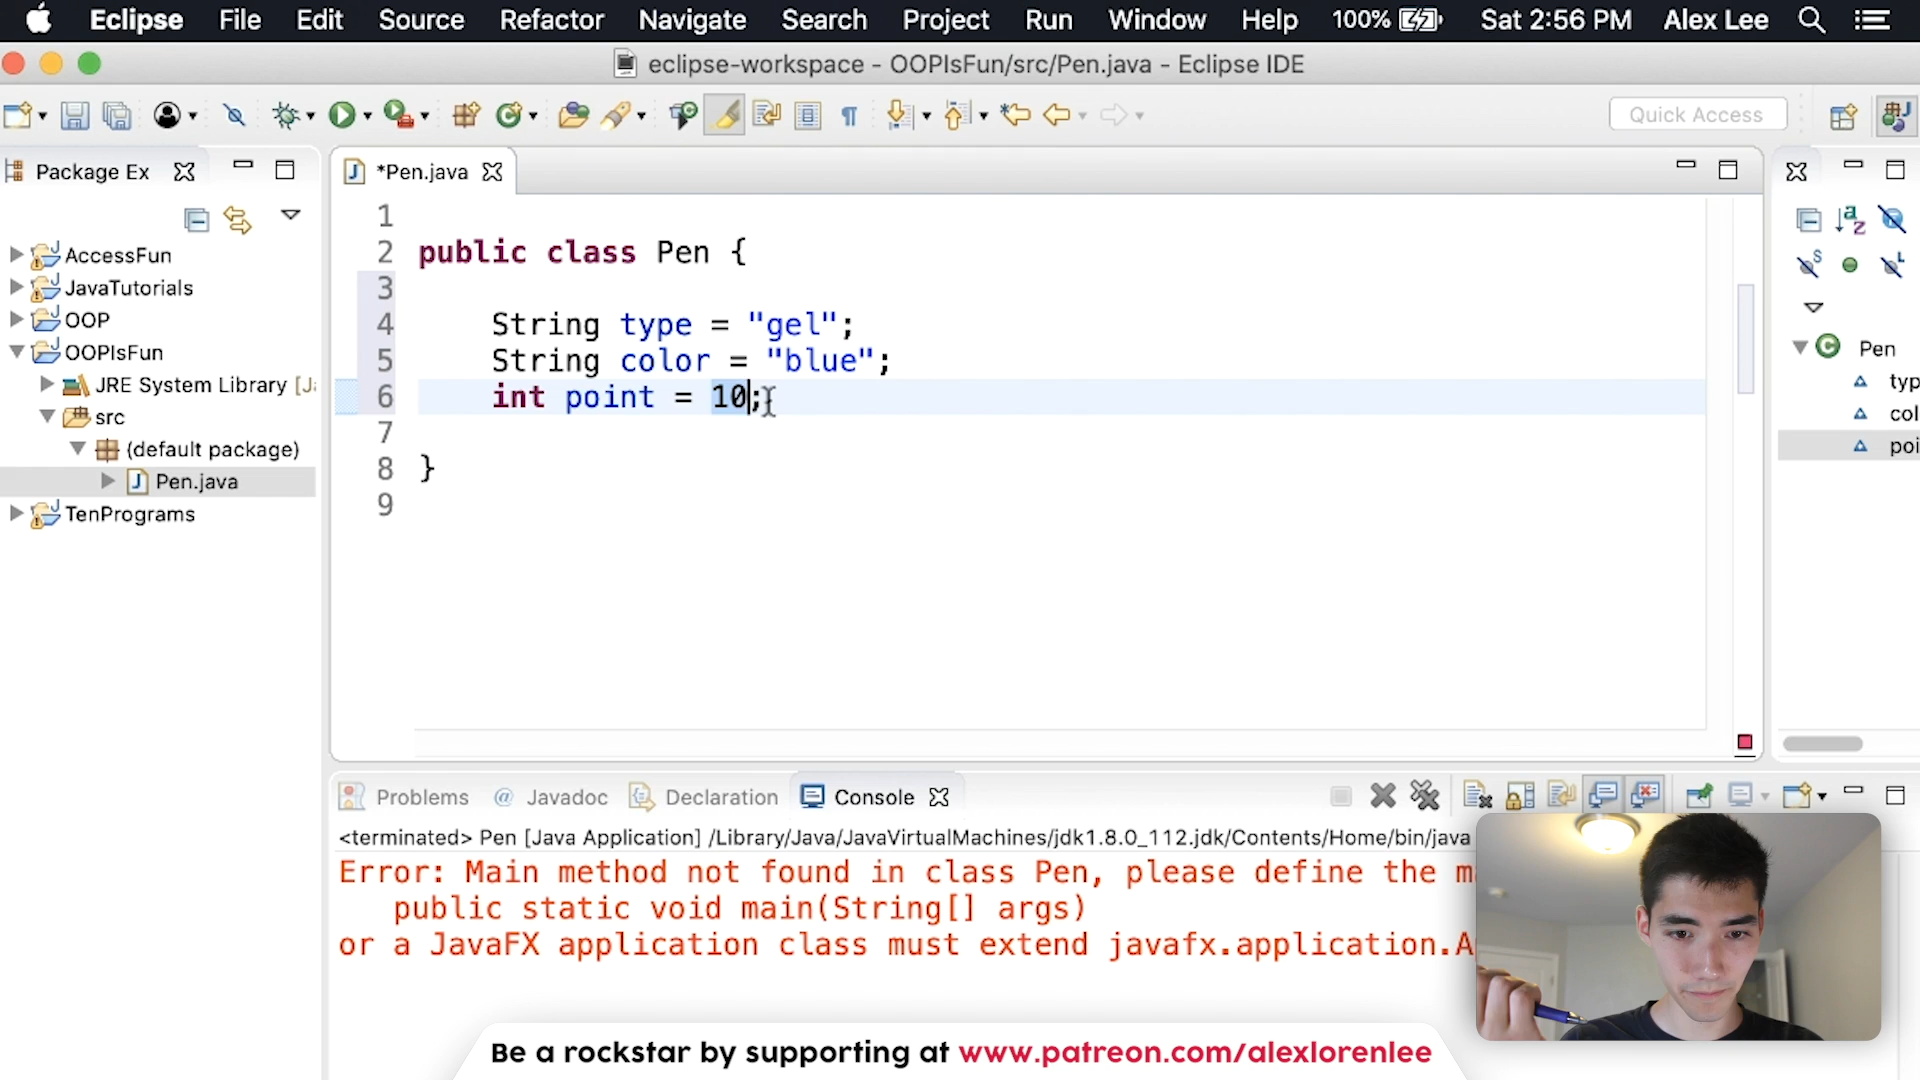 Eclipse File Edit Source Refactor Navigate Search Project Run Window Help 100% Sat 2:56 PM Alex Lee
eclipse-workspace - OOPIsFun/src/Pen.java - Eclipse IDE
Quick Access
Package Ex
AccessFun
JavaTutorials
OOP
OOPIsFun
JRE System Library [J
src
(default package)
Pen.java
TenPrograms
*Pen.java
1
2 public class Pen {
3
4 String type = "gel";
5 String color = "blue";
6 int point = 10;
7
8 }
9
Pen
typ
col
poi
Problems @ Javadoc Declaration Console
<terminated> Pen [Java Application] /Library/Java/JavaVirtualMachines/jdk1.8.0_112.jdk/Contents/Home/bin/java
Error: Main method not found in class Pen, please define the m
public static void main(String[] args)
or a JavaFX application class must extend javafx.application.A
Be a rockstar by supporting at www.patreon.com/alexlorenlee